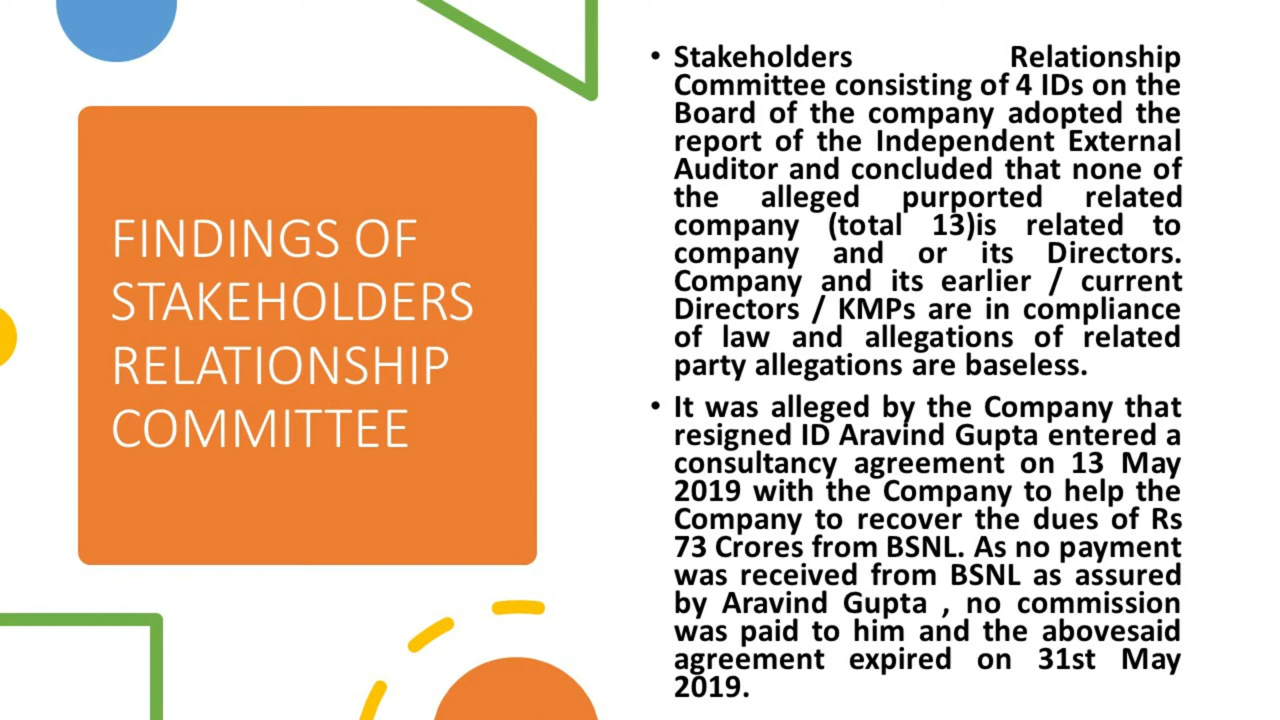 FINDINGS OF
STAKEHOLDERS
RELATIONSHIP
COMMITTEE
• Stakeholders Relationship
Committee consisting of 4 IDs on the
Board of the company adopted the
report of the Independent External
Auditor and concluded that none of
the alleged purported related
company (total 13)is related to
company and or its Directors.
Company and its earlier / current
Directors / KMPs are in compliance
of law and allegations of related
party allegations are baseless.
• It was alleged by the Company that
resigned ID Aravind Gupta entered a
consultancy agreement on 13 May
2019 with the Company to help the
Company to recover the dues of Rs
73 Crores from BSNL. As no payment
was received from BSNL as assured
by Aravind Gupta , no commission
was paid to him and the abovesaid
agreement expired on 31st May
2019.